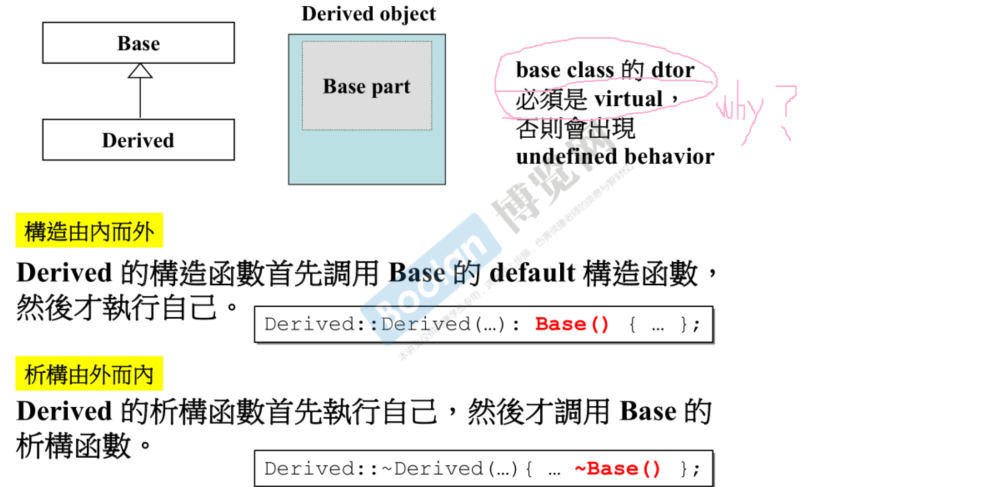 Derived object
Base
Base part
Derived
base class 的 dtor
必須是 virtual，
否則會出現
undefined behavior
why?
Boolan 博览网
構造由內而外
Derived 的構造函數首先調用 Base 的 default 構造函數，
然後才執行自己。
Derived::Derived(…): Base() { … };
析構由外而內
Derived 的析構函數首先執行自己，然後才調用 Base 的
析構函數。
Derived::~Derived(…){ … ~Base() };